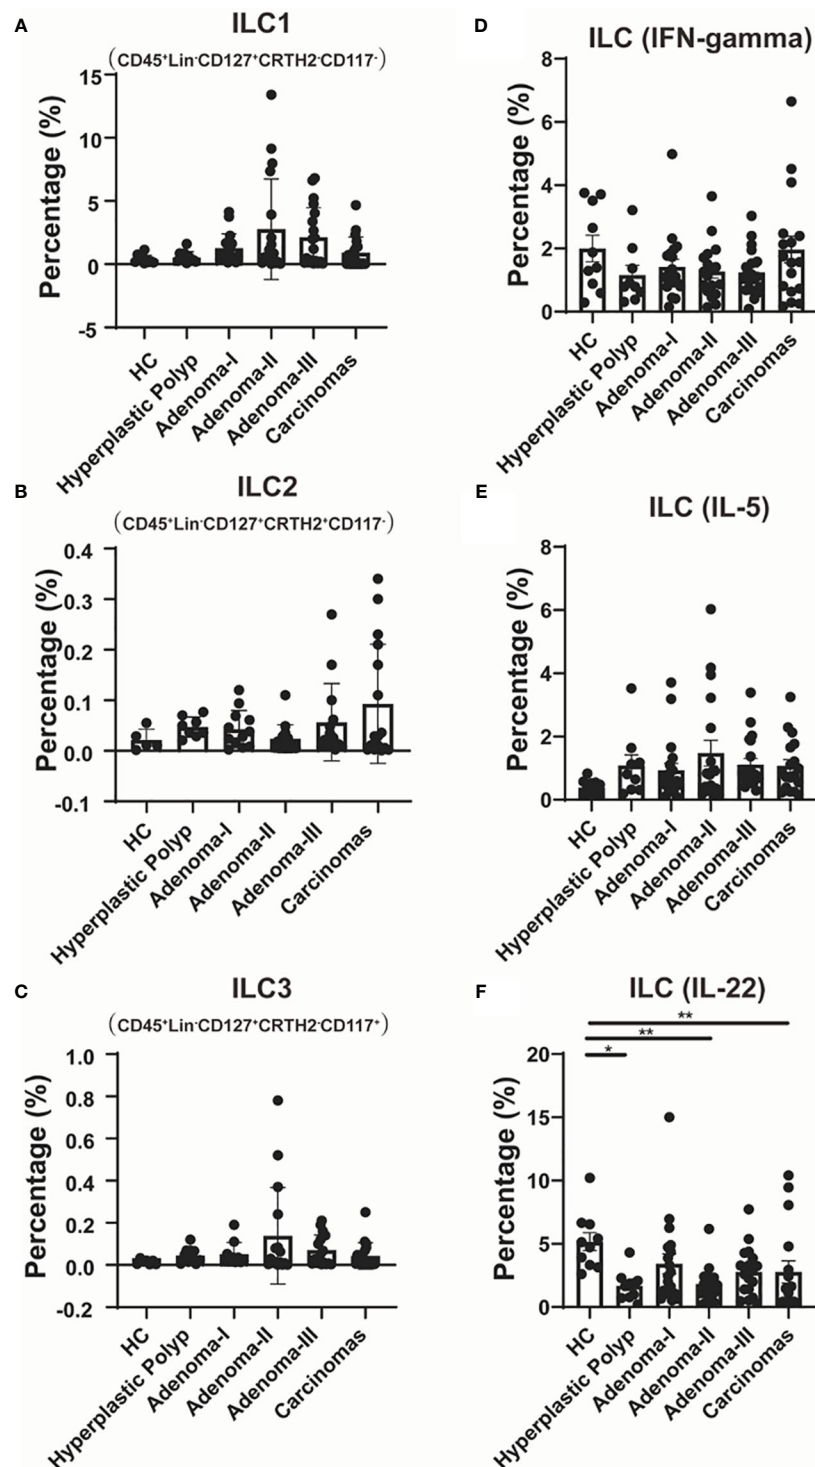 A
ILC1
(CD45+Lin-CD127+CRTH2-CD117-)
Percentage (%)
15
10
5
0
-5
HC
Hyperplastic Polyp
Adenoma-I
Adenoma-II
Adenoma-III
Carcinomas
B
ILC2
(CD45+Lin-CD127+CRTH2+CD117-)
Percentage (%)
0.4
0.3
0.2
0.1
0.0
-0.1
HC
Hyperplastic Polyp
Adenoma-I
Adenoma-II
Adenoma-III
Carcinomas
C
ILC3
(CD45+Lin-CD127+CRTH2-CD117+)
Percentage (%)
1.0
0.8
0.6
0.4
0.2
0.0
-0.2
HC
Hyperplastic Polyp
Adenoma-I
Adenoma-II
Adenoma-III
Carcinomas
D
ILC (IFN-gamma)
Percentage (%)
8
6
4
2
0
HC
Hyperplastic Polyp
Adenoma-I
Adenoma-II
Adenoma-III
Carcinomas
E
ILC (IL-5)
Percentage (%)
8
6
4
2
0
HC
Hyperplastic Polyp
Adenoma-I
Adenoma-II
Adenoma-III
Carcinomas
F
ILC (IL-22)
**
**
*
Percentage (%)
20
15
10
5
0
HC
Hyperplastic Polyp
Adenoma-I
Adenoma-II
Adenoma-III
Carcinomas